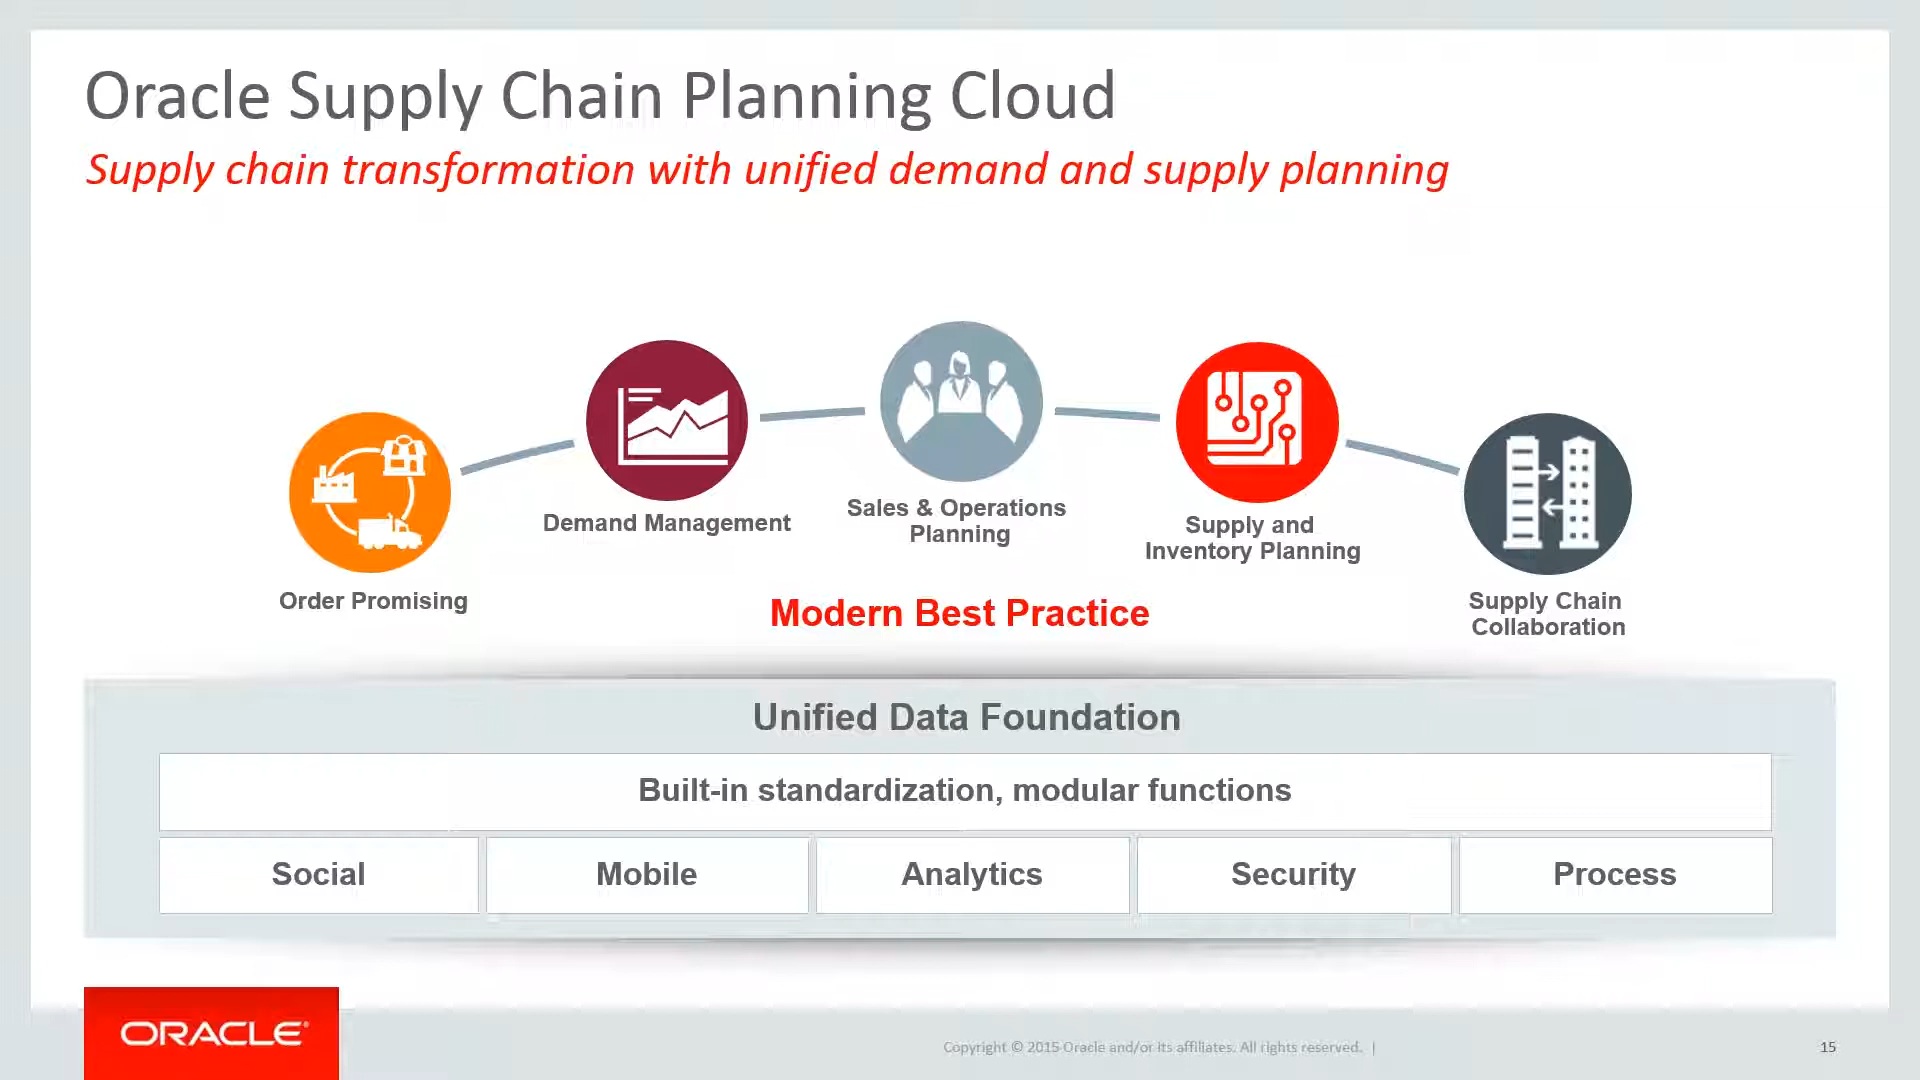 Oracle Supply Chain Planning Cloud
Supply chain transformation with unified demand and supply planning
Order Promising
Demand Management
Sales & Operations
Planning
Supply and
Inventory Planning
Supply Chain
Collaboration
Modern Best Practice
Unified Data Foundation
Built-in standardization, modular functions
Social
Mobile
Analytics
Security
Process
ORACLE®
Copyright © 2015 Oracle and/or its affiliates. All rights reserved. |
15